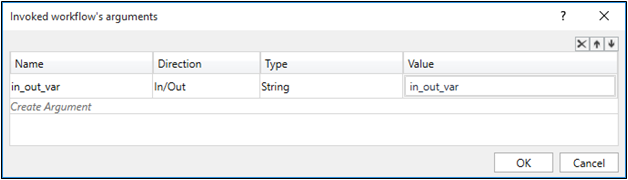 Invoked workflow's arguments
Name Direction Type Value
in_out_var In/Out String in_out_var
Create Argument
OK Cancel